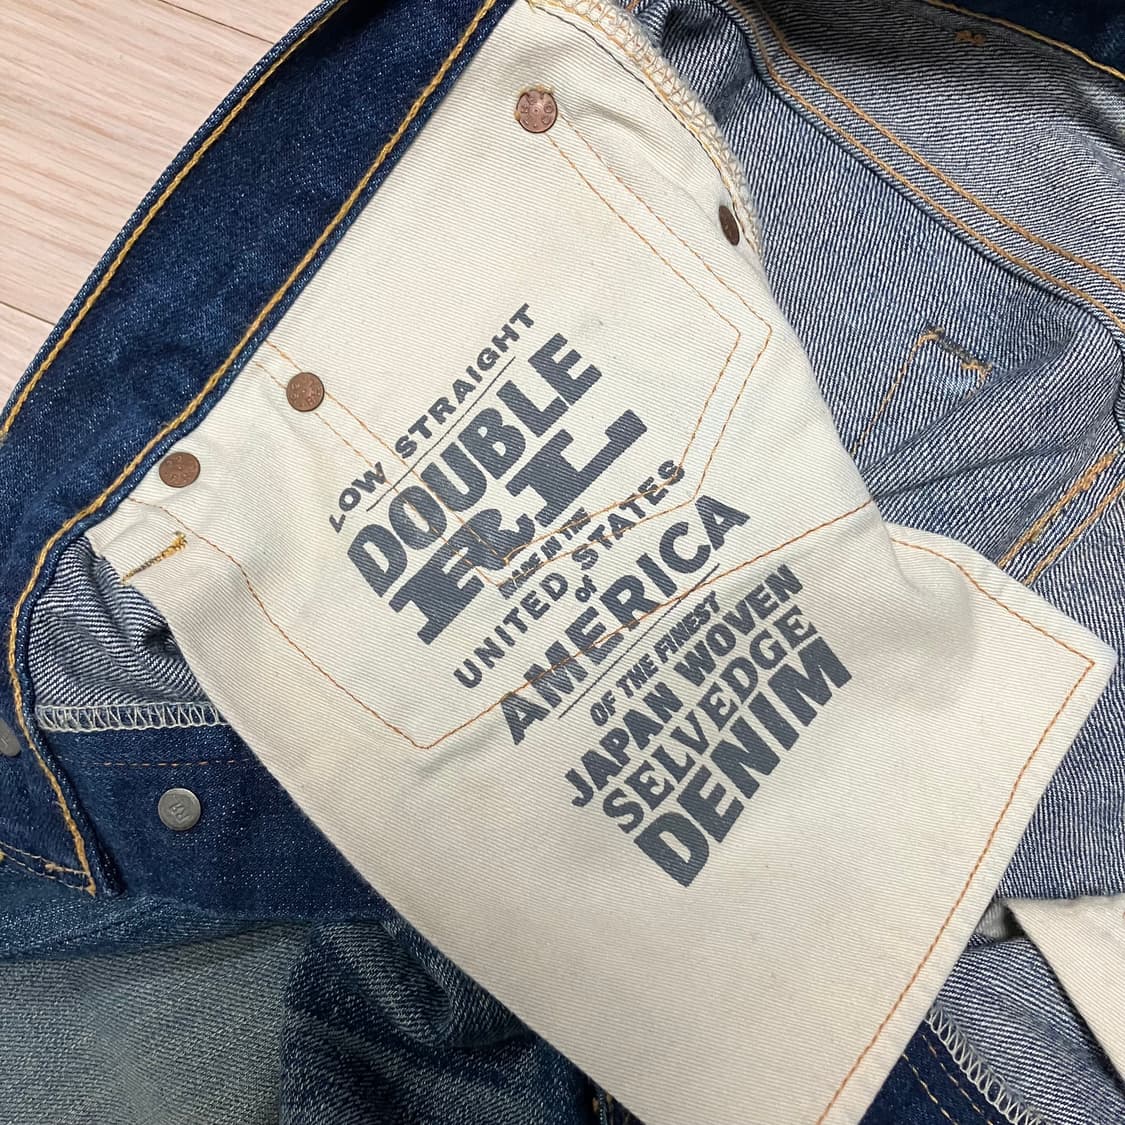 LOW STRAIGHT
DOUBLE
RL
MADE IN THE
UNITED STATES
of
AMERICA
OF THE FINEST
JAPAN WOVEN
SELVEDGE
DENIM